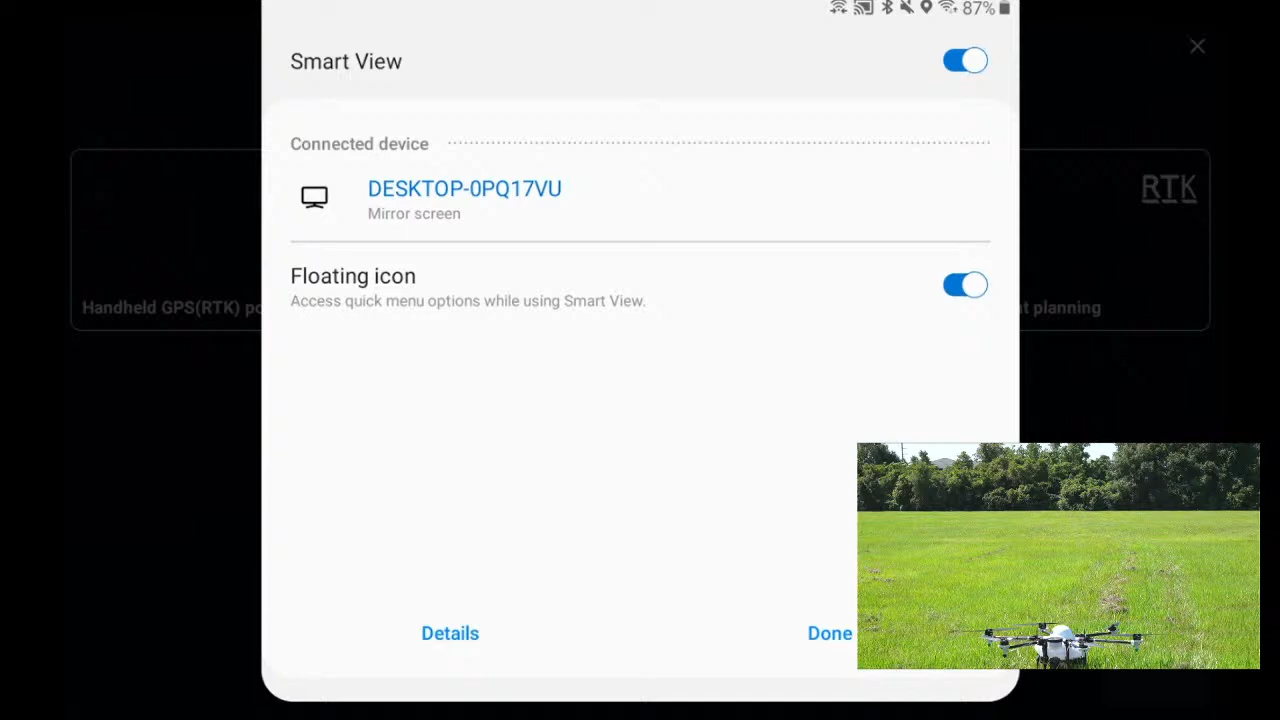 87%
Smart View
Connected device
DESKTOP-0PQ17VU
Mirror screen
RTK
Floating icon
Access quick menu options while using Smart View.
Handheld GPS(RTK)
planning
Details
Done